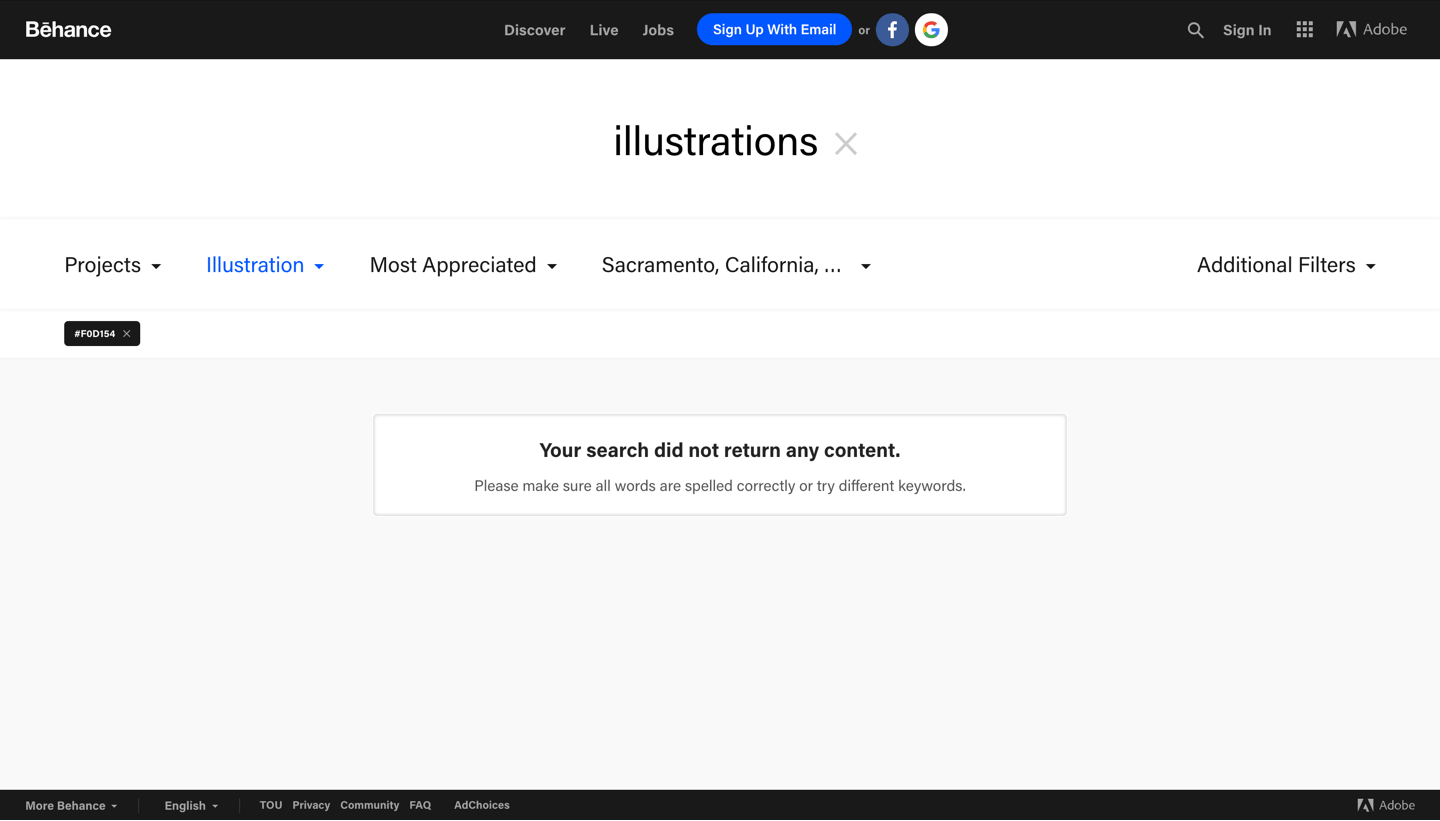 Bēhance
Discover
Live
Jobs
Sign Up With Email
or
Sign In
Adobe
illustrations
Projects
Illustration
Most Appreciated
Sacramento, California, ...
Additional Filters
#F0D154
Your search did not return any content.
Please make sure all words are spelled correctly or try different keywords.
More Behance
English
TOU
Privacy
Community
FAQ
AdChoices
Adobe